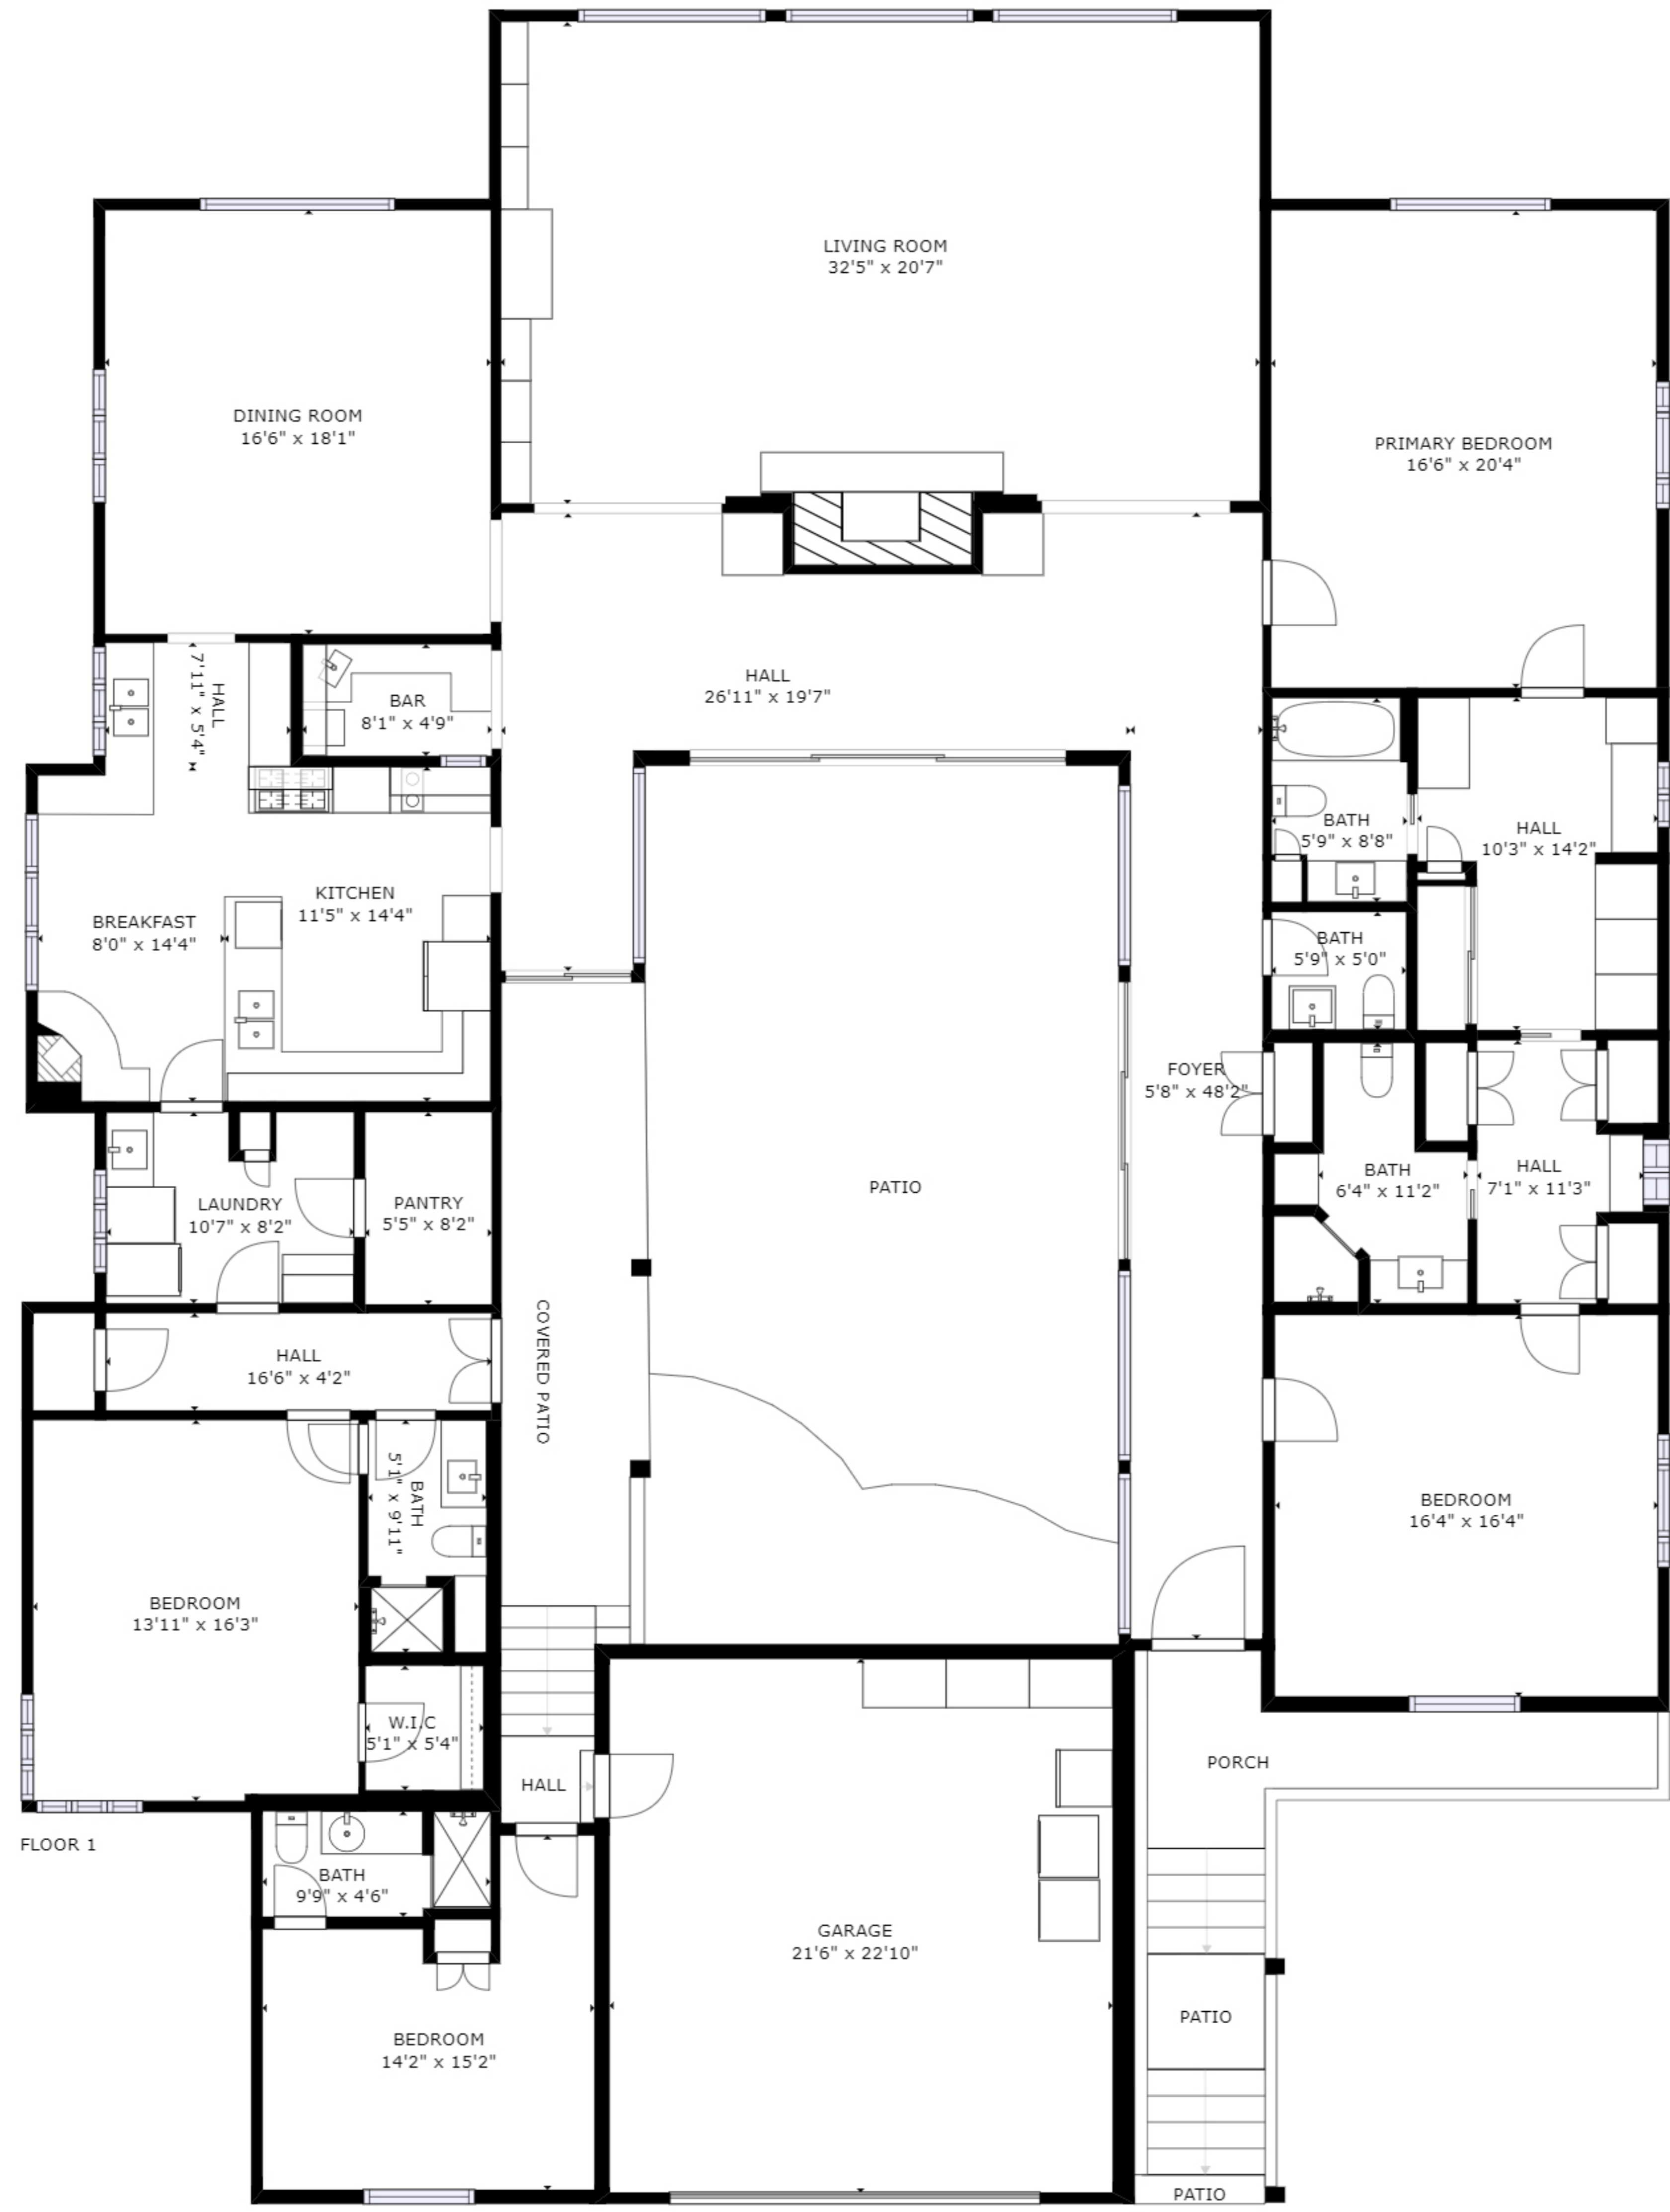 LIVING ROOM
32'5" x 20'7"
DINING ROOM
16'6" x 18'1"
PRIMARY BEDROOM
16'6" x 20'4"
HALL
7'11" x 5'4"
BAR
8'1" x 4'9"
HALL
26'11" x 19'7"
BATH
5'9" x 8'8"
HALL
10'3" x 14'2"
KITCHEN
11'5" x 14'4"
BREAKFAST
8'0" x 14'4"
BATH
5'9" x 5'0"
FOYER
5'8" x 48'2"
PATIO
BATH
6'4" x 11'2"
HALL
7'1" x 11'3"
LAUNDRY
10'7" x 8'2"
PANTRY
5'5" x 8'2"
COVERED PATIO
HALL
16'6" x 4'2"
BATH
5'1" x 9'11"
BEDROOM
16'4" x 16'4"
BEDROOM
13'11" x 16'3"
W.I.C
5'1" x 5'4"
HALL
PORCH
FLOOR 1
BATH
9'9" x 4'6"
GARAGE
21'6" x 22'10"
PATIO
BEDROOM
14'2" x 15'2"
PATIO